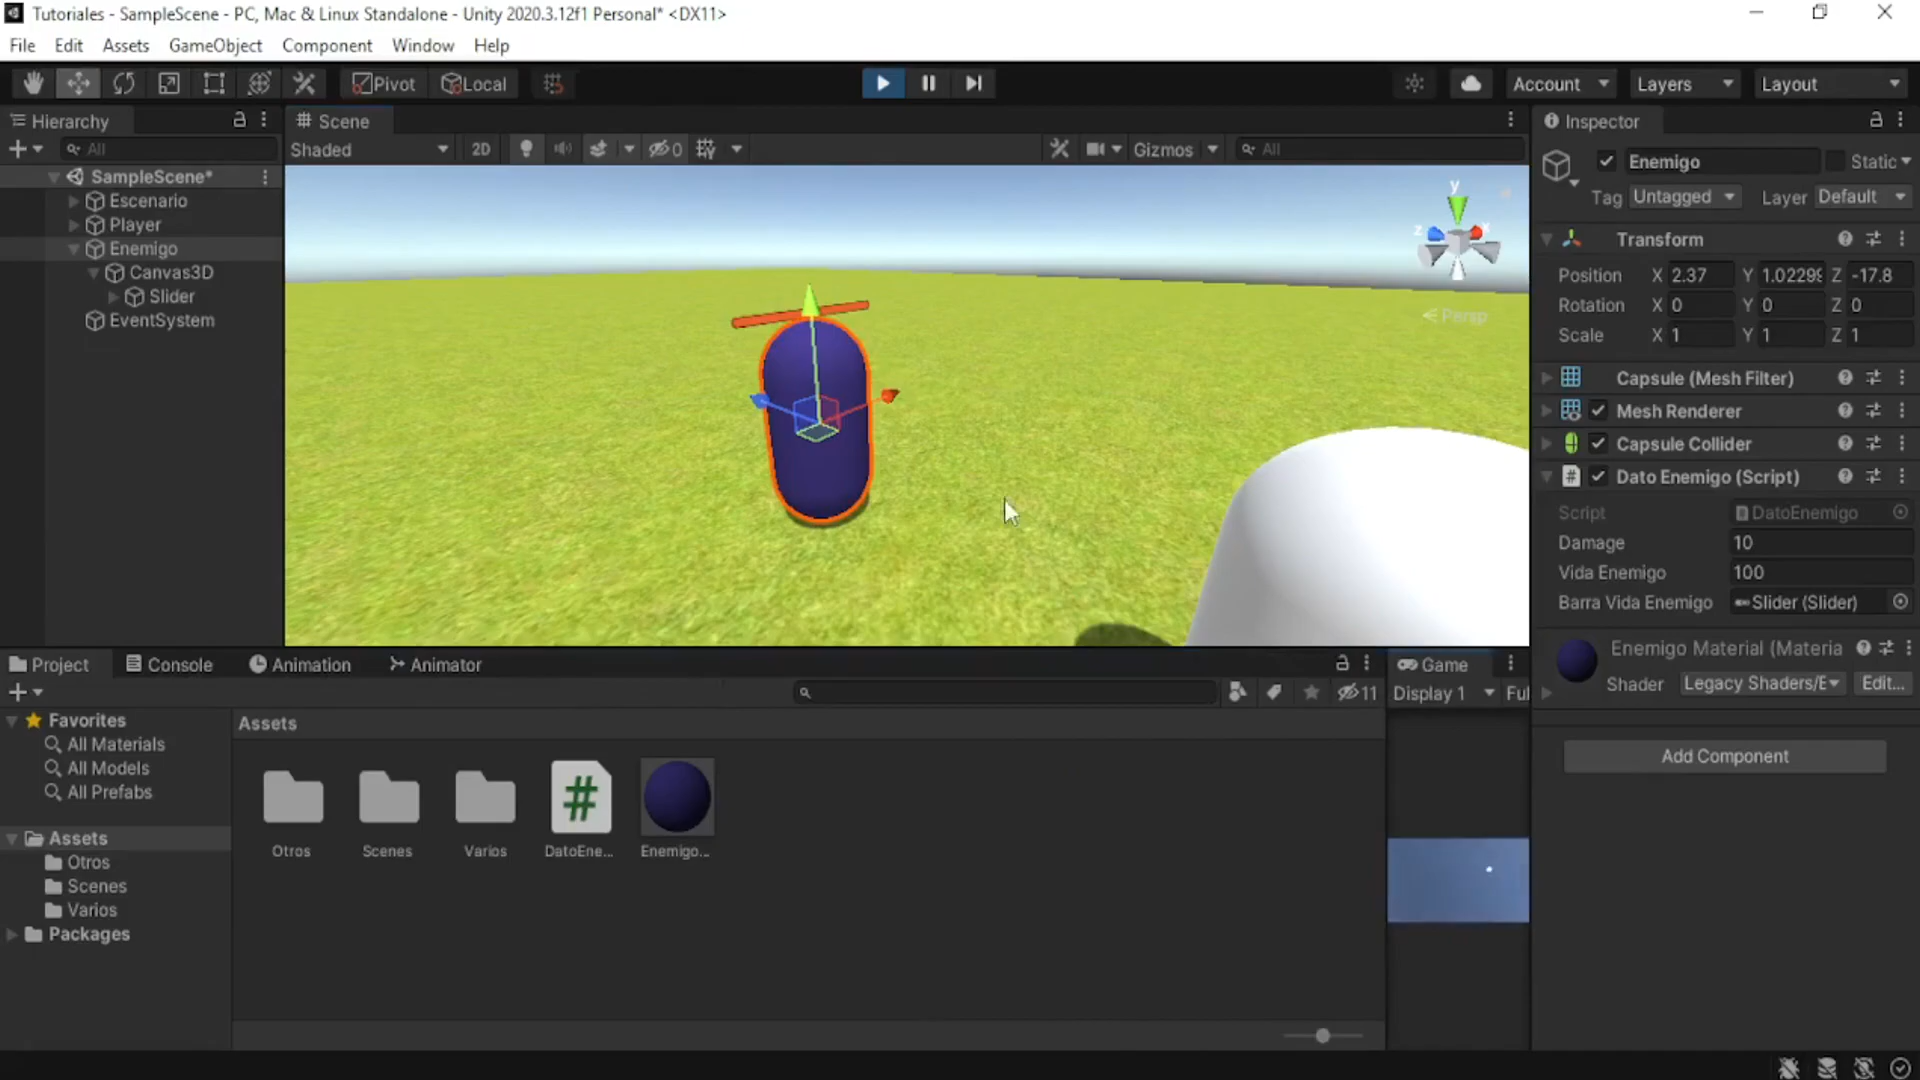 Tutoriales - SampleScene - PC, Mac & Linux Standalone - Unity 2020.3.12f1 Personal* <DX11>
File Edit Assets GameObject Component Window Help
Pivot Local Account Layers Layout
Hierarchy
All
SampleScene*
Escenario
Player
Enemigo
Canvas3D
Slider
EventSystem
Scene
Shaded 2D 0 Gizmos All
y
z x
Persp
Inspector
Enemigo Static
Tag Untagged Layer Default
Transform
Position X 2.37 Y 1.02299 Z -17.8
Rotation X 0 Y 0 Z 0
Scale X 1 Y 1 Z 1
Capsule (Mesh Filter)
Mesh Renderer
Capsule Collider
# Dato Enemigo (Script)
Script DatoEnemigo
Damage 10
Vida Enemigo 100
Barra Vida Enemigo Slider (Slider)
Enemigo Material (Materia
Shader Legacy Shaders/E Edit...
Add Component
Project Console Animation Animator
11
Favorites
All Materials
All Models
All Prefabs
Assets
Otros
Scenes
Varios
Packages
Assets
Otros Scenes Varios DatoEne... Enemigo...
#
Game
Display 1 Ful